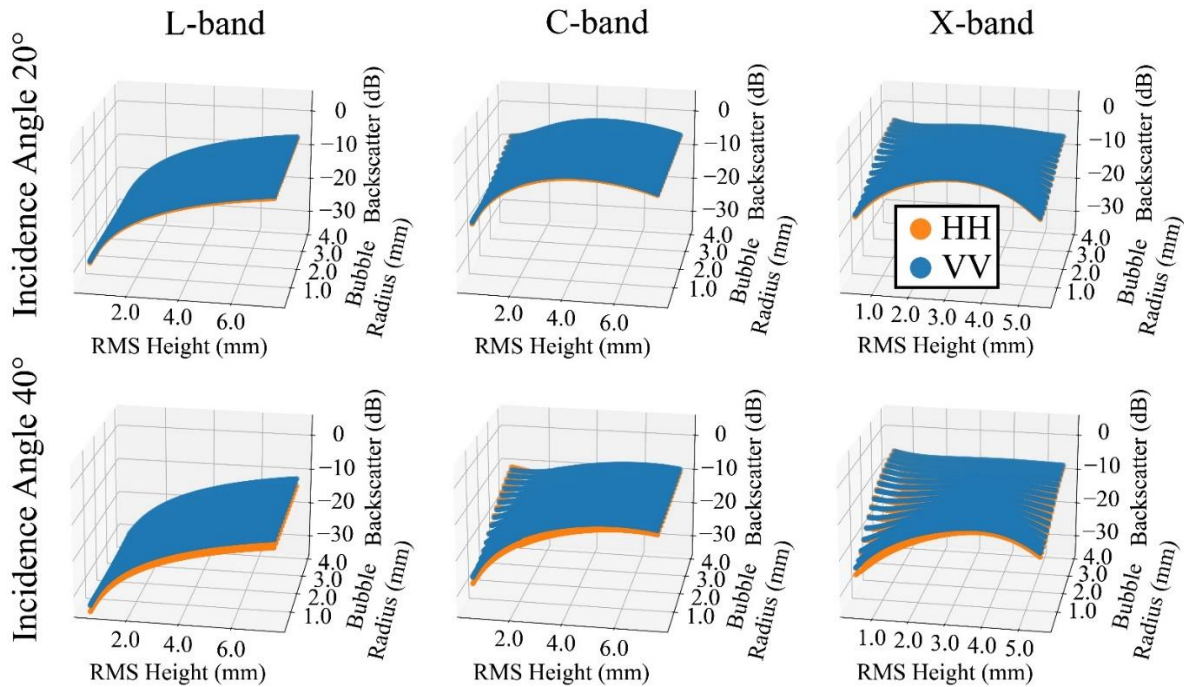 L-band
C-band
X-band
Incidence Angle 20°
0
−10
−20
−30
Backscatter (dB)
4.0
3.0
2.0
1.0
Bubble
Radius (mm)
2.0 4.0 6.0
RMS Height (mm)
0
−10
−20
−30
Backscatter (dB)
4.0
3.0
2.0
1.0
Bubble
Radius (mm)
2.0 4.0 6.0
RMS Height (mm)
0
−10
−20
−30
Backscatter (dB)
4.0
3.0
2.0
1.0
Bubble
Radius (mm)
1.0 2.0 3.0 4.0 5.0
RMS Height (mm)
HH
VV
Incidence Angle 40°
0
−10
−20
−30
Backscatter (dB)
4.0
3.0
2.0
1.0
Bubble
Radius (mm)
2.0 4.0 6.0
RMS Height (mm)
0
−10
−20
−30
Backscatter (dB)
4.0
3.0
2.0
1.0
Bubble
Radius (mm)
2.0 4.0 6.0
RMS Height (mm)
0
−10
−20
−30
Backscatter (dB)
4.0
3.0
2.0
1.0
Bubble
Radius (mm)
1.0 2.0 3.0 4.0 5.0
RMS Height (mm)